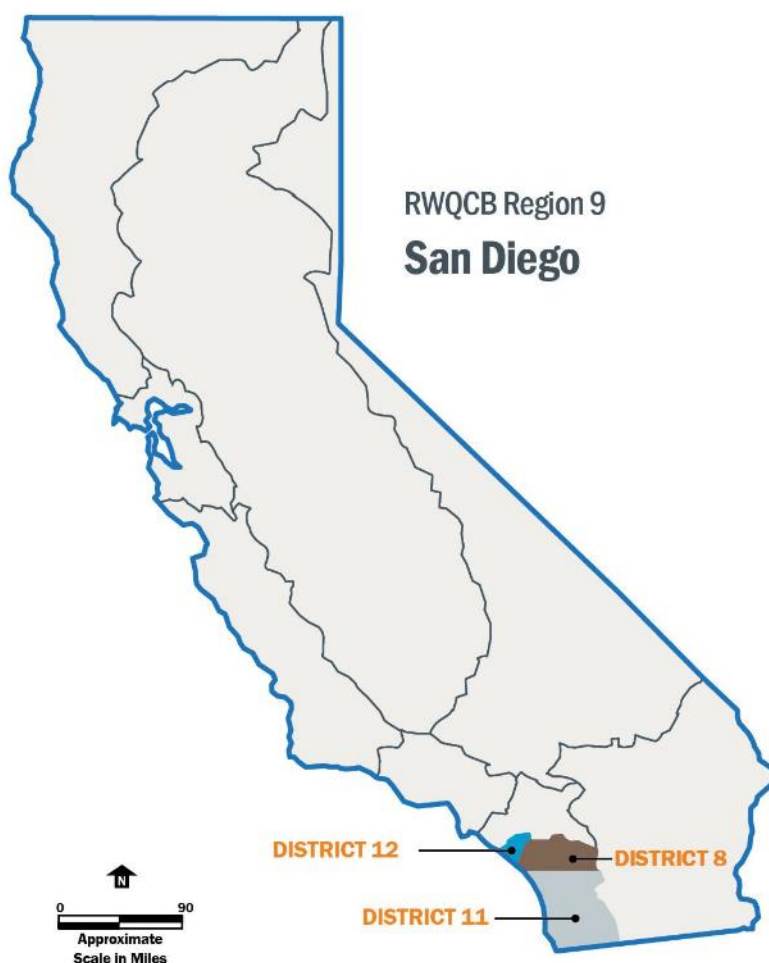 RWQCB Region 9
San Diego
DISTRICT 12
DISTRICT 8
DISTRICT 11
N
0 90
Approximate
Scale in Miles